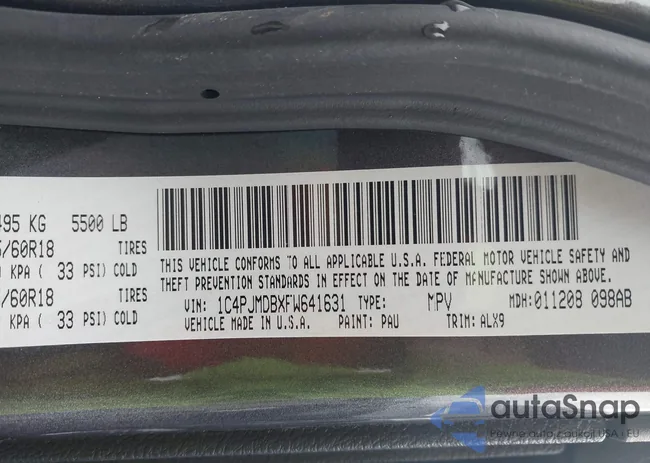 495 KG 5500 LB
5/60R18 TIRES
KPA ( 33 PSI) COLD
/60R18 TIRES
KPA ( 33 PSI) COLD
THIS VEHICLE CONFORMS TO ALL APPLICABLE U.S.A. FEDERAL MOTOR VEHICLE SAFETY AND
THEFT PREVENTION STANDARDS IN EFFECT ON THE DATE OF MANUFACTURE SHOWN ABOVE.
VIN: 1C4PJMDBXFW641631 TYPE: MPV MDH: 011208 098AB
VEHICLE MADE IN U.S.A. PAINT: PAU TRIM: ALX9
autaSnap